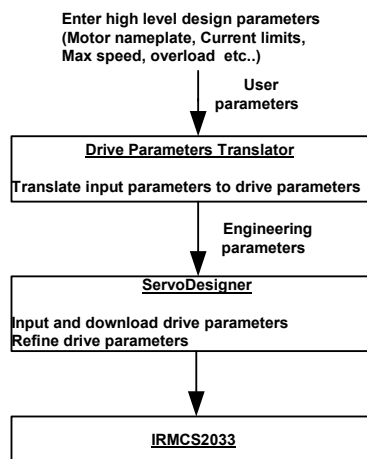 Enter high level design parameters
(Motor nameplate, Current limits,
Max speed, overload etc..)
User
parameters
Drive Parameters Translator
Translate input parameters to drive parameters
Engineering
parameters
ServoDesigner
Input and download drive parameters
Refine drive parameters
IRMCS2033